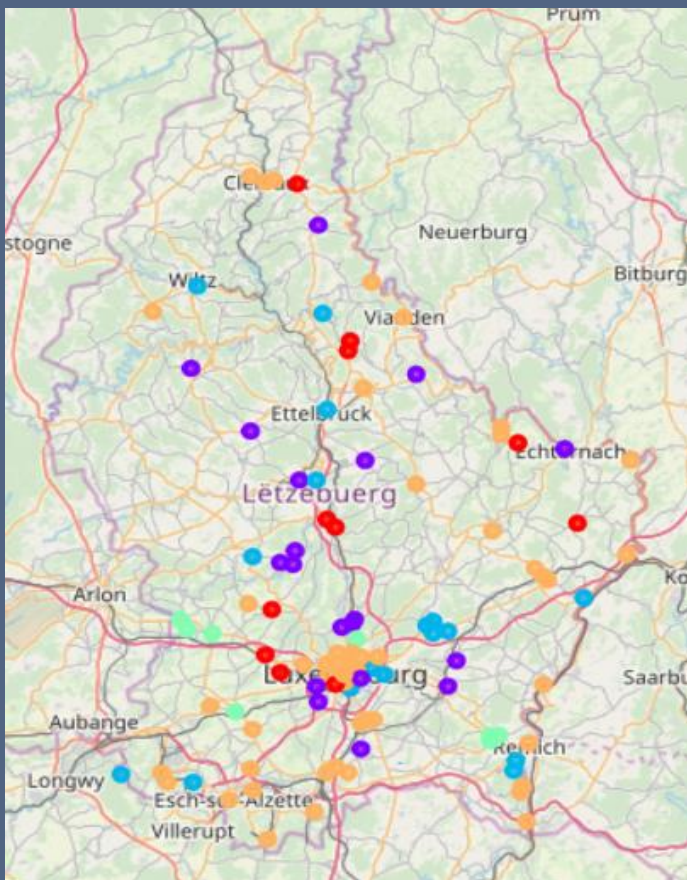 Prüm
Clervaux
Neuerburg
stogne
Bitburg
Wiltz
Vianden
Ettelbruck
Echternach
Lëtzebuerg
Arlon
Ko
Luxembourg
Saarbu
Aubange
Remich
Longwy
Esch-sur-Alzette
Villerupt